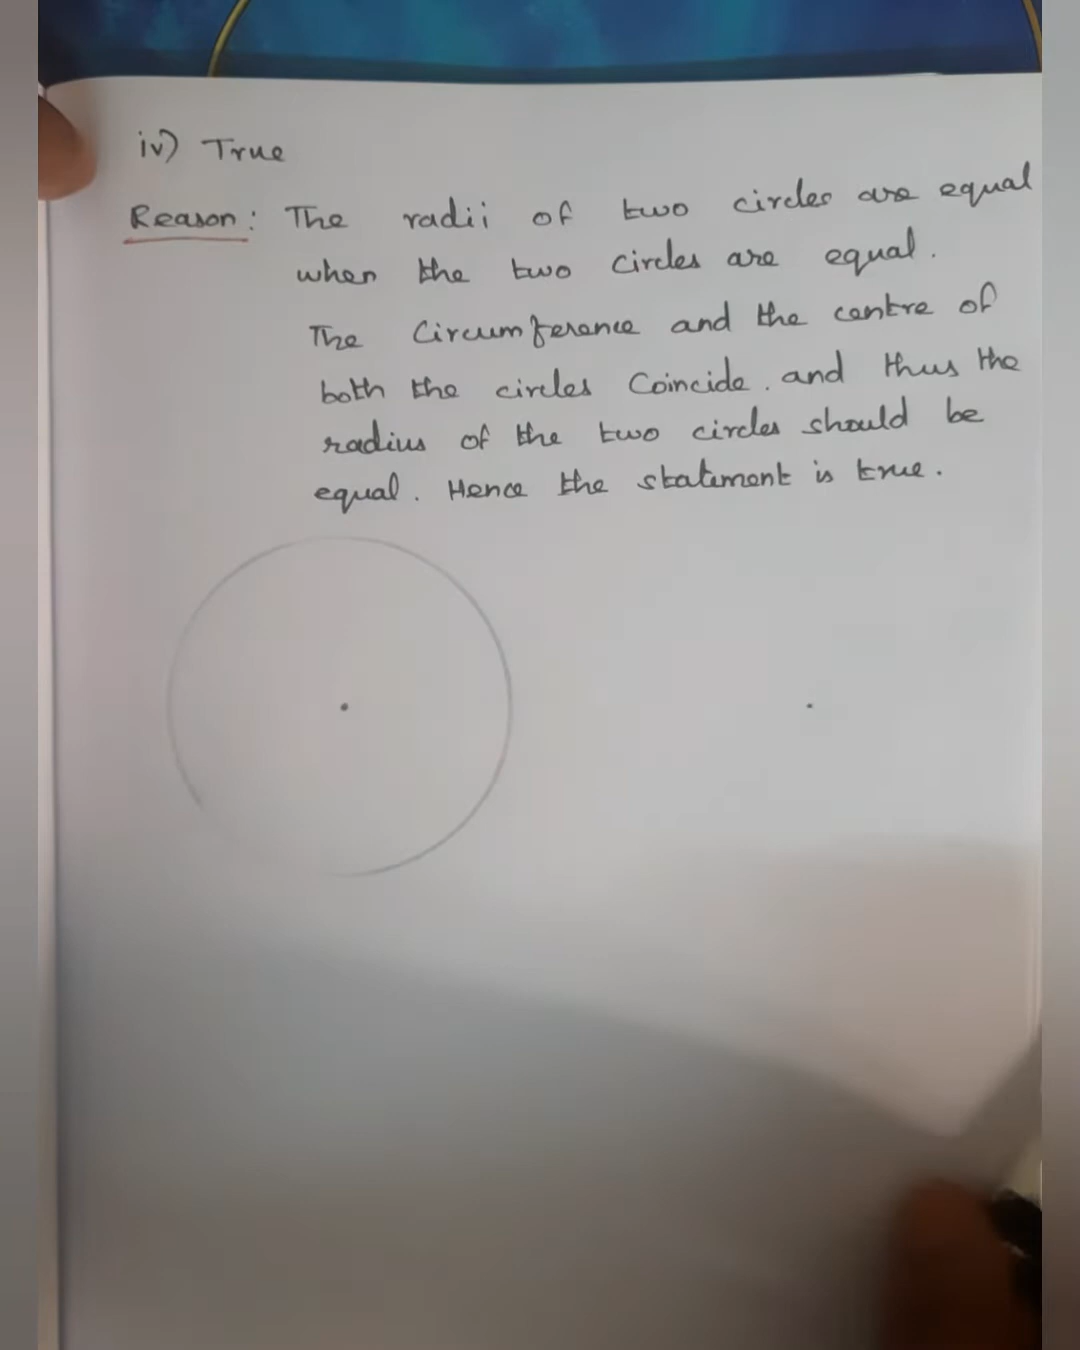 iv) True
Reason: The radii of two circles are equal
when the two circles are equal.
The Circumference and the centre of
both the circles Coincide. and thus the
radius of the two circles should be
equal. Hence the statement is true.